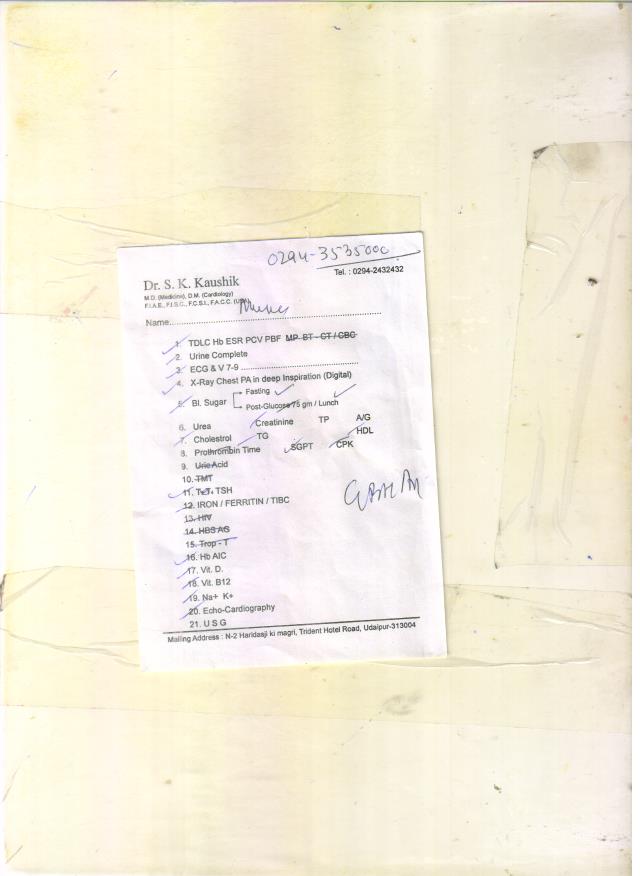 0294-3535000
Dr. S. K. Kaushik
Tel. : 0294-2432432
M.D. (Medicine), D.M. (Cardiology)
F.I.A.E., F.I.S.C., F.C.S.I., F.A.C.C. (USA)
Name
1. TDLC Hb ESR PCV PBF MP BT - CT / CBC
2. Urine Complete
3. ECG & V 7-9
4. X-Ray Chest PA in deep Inspiration (Digital)
5. Bl. Sugar Fasting
Post-Glucose 75 gm / Lunch
6. Urea Creatinine TP A/G
7. Cholestrol TG HDL
8. Prothrombin Time SGPT CPK
9. Uric Acid
10. TMT
11. TSH
12. IRON / FERRITIN / TIBC
13. HIV
14. HBS AG
15. Trop - T
16. Hb AIC
17. Vit. D.
18. Vit. B12
19. Na+ K+
20. Echo-Cardiography
21. U S G
Mailing Address : N-2 Haridasji ki magri, Trident Hotel Road, Udaipur-313004